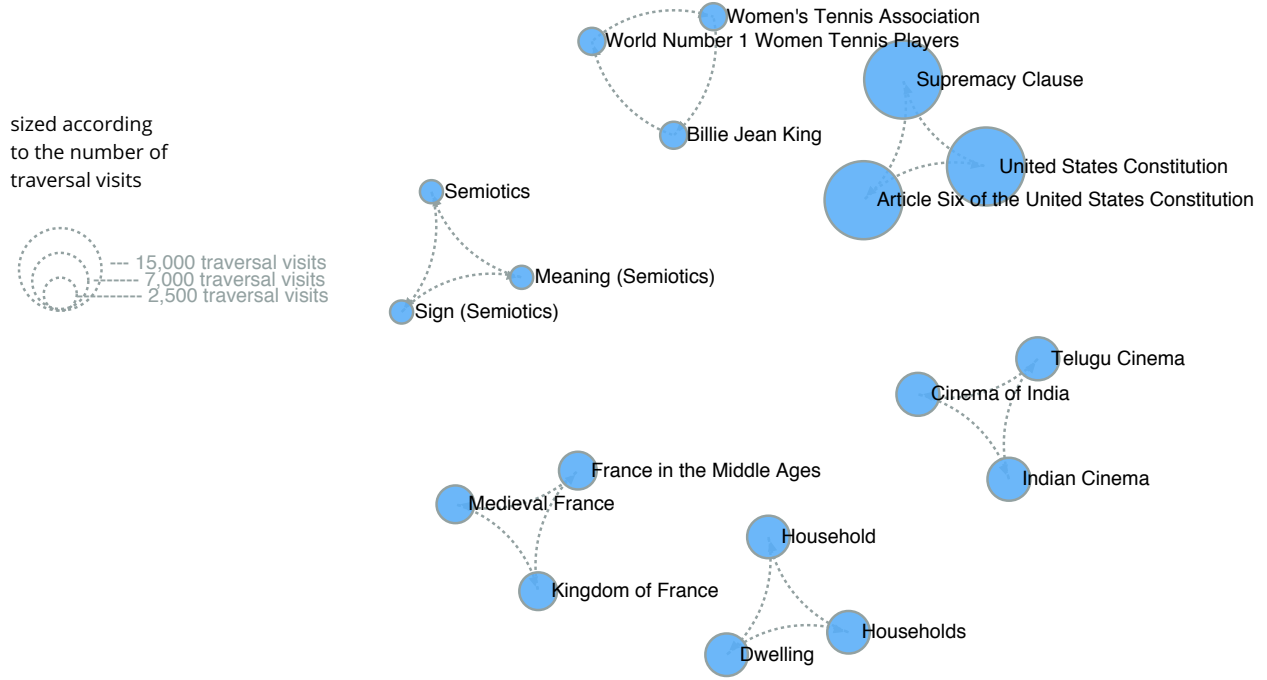 Women's Tennis Association
World Number 1 Women Tennis Players
Supremacy Clause
sized according
to the number of
traversal visits
Billie Jean King
United States Constitution
Semiotics
Article Six of the United States Constitution
15,000 traversal visits
7,000 traversal visits
2,500 traversal visits
Meaning (Semiotics)
Sign (Semiotics)
Telugu Cinema
Cinema of India
France in the Middle Ages
Indian Cinema
Medieval France
Household
Kingdom of France
Households
Dwelling